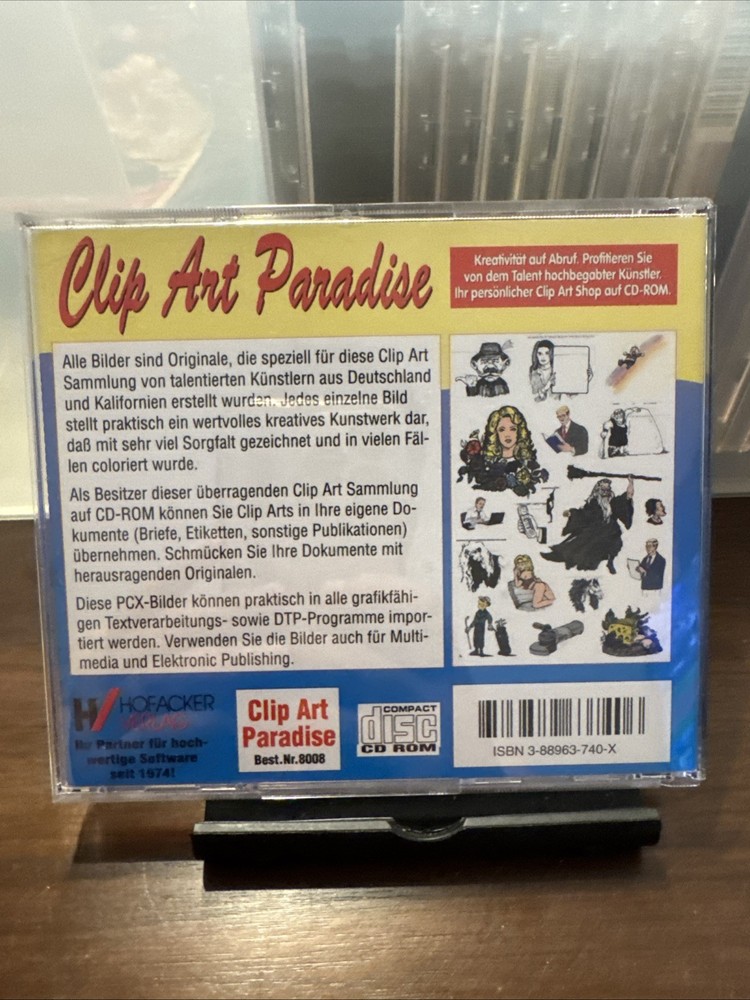 Clip Art Paradise
Kreativität auf Abruf. Profitieren Sie
von dem Talent hochbegabter Künstler.
Ihr persönlicher Clip Art Shop auf CD-ROM.
Alle Bilder sind Originale, die speziell für diese Clip Art
Sammlung von talentierten Künstlern aus Deutschland
und Kalifornien erstellt wurden. Jedes einzelne Bild
stellt praktisch ein wertvolles kreatives Kunstwerk dar,
daß mit sehr viel Sorgfalt gezeichnet und in vielen Fäl-
len coloriert wurde.
Als Besitzer dieser überragenden Clip Art Sammlung
auf CD-ROM können Sie Clip Arts in Ihre eigene Do-
kumente (Briefe, Etiketten, sonstige Publikationen)
übernehmen. Schmücken Sie Ihre Dokumente mit
herausragenden Originalen.
Diese PCX-Bilder können praktisch in alle grafikfähi-
gen Textverarbeitungs- sowie DTP-Programme impor-
tiert werden. Verwenden Sie die Bilder auch für Multi-
media und Elektronic Publishing.
HOFACKER
Ihr Partner für hoch-
wertige Software
seit 1974!
Clip Art
Paradise
Best.Nr.8008
COMPACT
disc
CD ROM
ISBN 3-88963-740-X